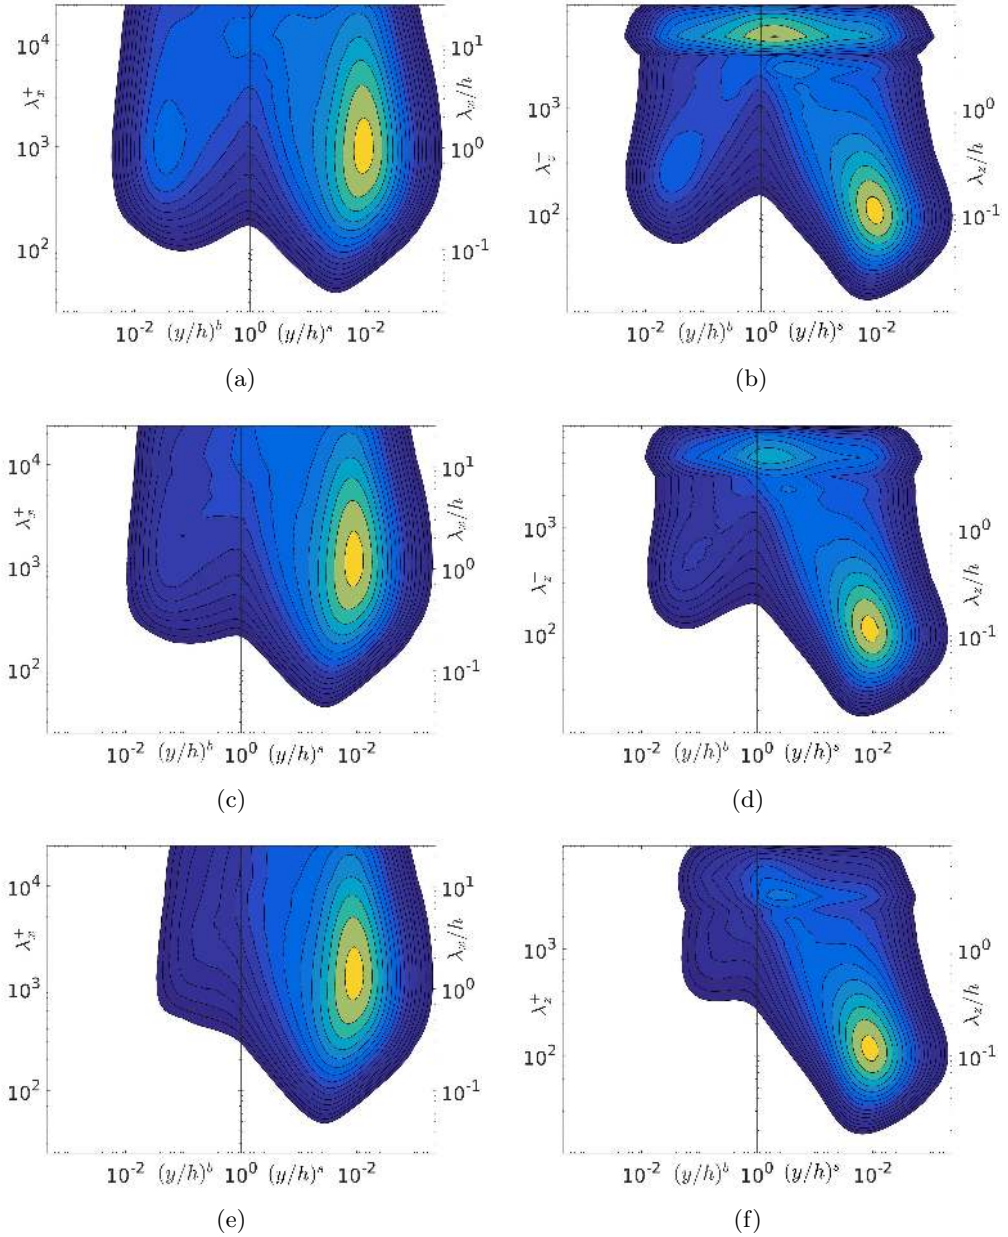 10^4 10^3 10^2 λ_x^+ 10^1 10^0 10^-1 λ_x/h
10^-2 (y/h)^b 10^0 (y/h)^s 10^-2
(a)
10^3 10^2 λ_z^+ 10^0 10^-1 λ_z/h
10^-2 (y/h)^b 10^0 (y/h)^s 10^-2
(b)
10^4 10^3 10^2 λ_x^+ 10^1 10^0 10^-1 λ_x/h
10^-2 (y/h)^b 10^0 (y/h)^s 10^-2
(c)
10^3 10^2 λ_z^+ 10^0 10^-1 λ_z/h
10^-2 (y/h)^b 10^0 (y/h)^s 10^-2
(d)
10^4 10^3 10^2 λ_x^+ 10^1 10^0 10^-1 λ_x/h
10^-2 (y/h)^b 10^0 (y/h)^s 10^-2
(e)
10^3 10^2 λ_z^+ 10^0 10^-1 λ_z/h
10^-2 (y/h)^b 10^0 (y/h)^s 10^-2
(f)